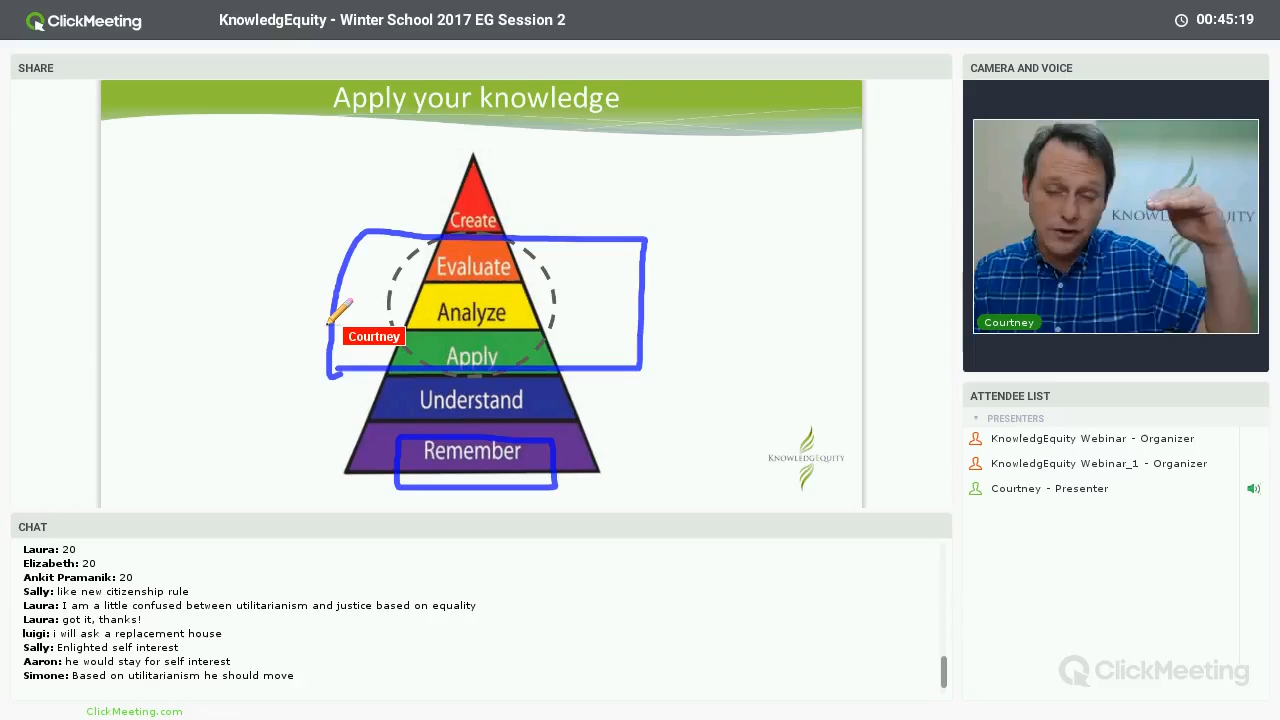 ClickMeeting
KnowledgEquity - Winter School 2017 EG Session 2
00:45:19
SHARE
Apply your knowledge
Create
Evaluate
Analyze
Apply
Understand
Remember
Courtney
KNOWLEDGEQUITY
CAMERA AND VOICE
KNOWLEDGEQUITY
Courtney
ATTENDEE LIST
PRESENTERS
KnowledgEquity Webinar - Organizer
KnowledgEquity Webinar_1 - Organizer
Courtney - Presenter
CHAT
Laura: 20
Elizabeth: 20
Ankit Pramanik: 20
Sally: like new citizenship rule
Laura: I am a little confused between utilitarianism and justice based on equality
Laura: got it, thanks!
luigi: i will ask a replacement house
Sally: Enlighted self interest
Aaron: he would stay for self interest
Simone: Based on utilitarianism he should move
ClickMeeting
ClickMeeting.com